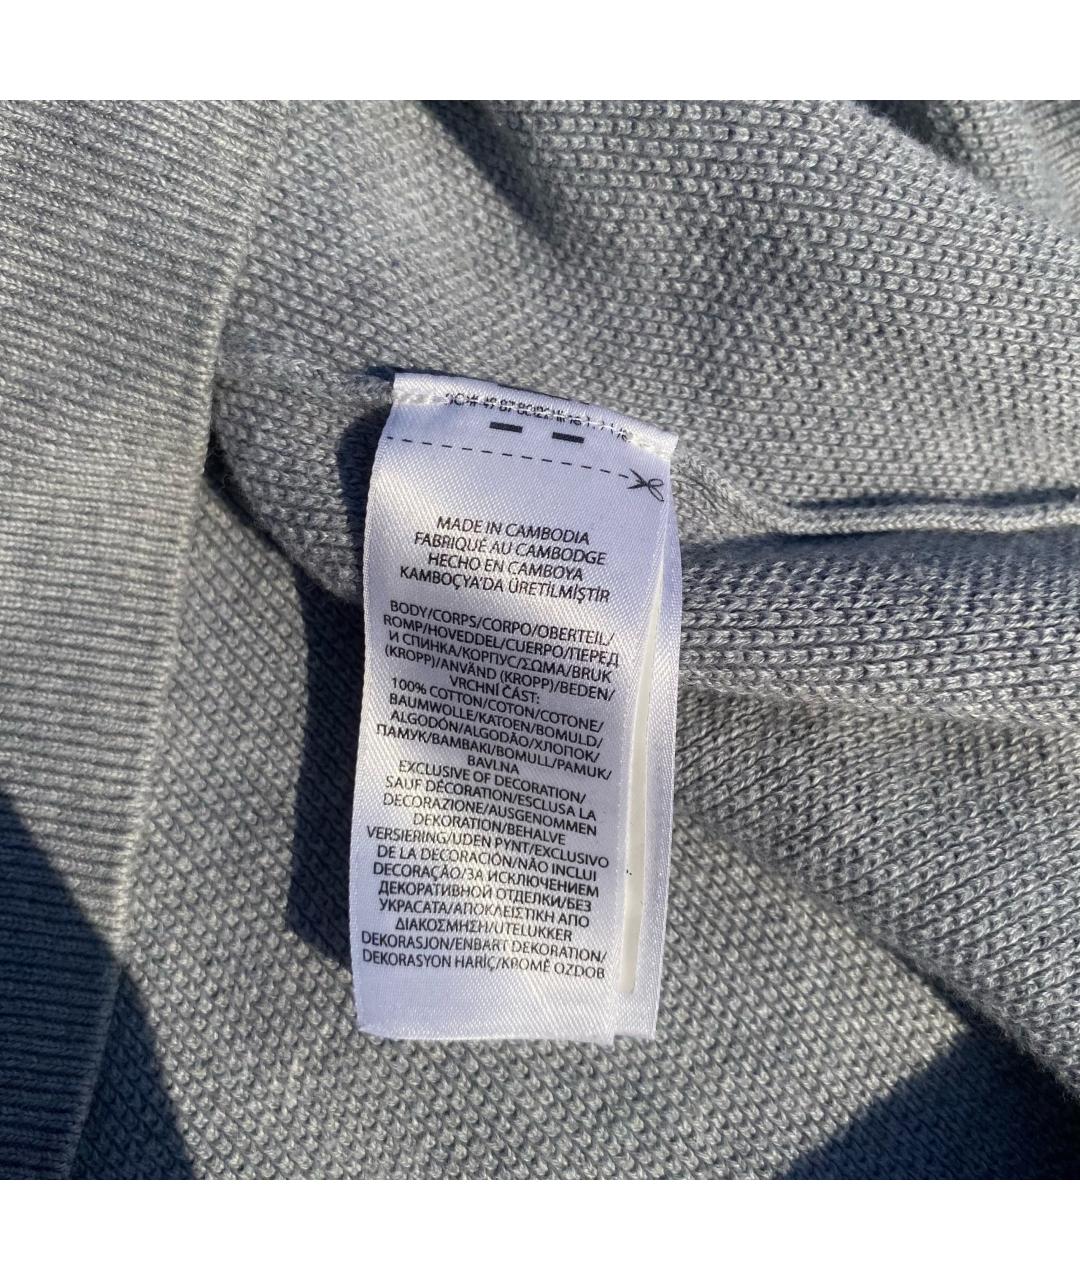 MADE IN CAMBODIA
FABRIQUÉ AU CAMBODGE
HECHO EN CAMBOYA
KAMBOÇYA'DA ÜRETİLMİŞTİR
BODY/CORPS/CORPO/OBERTEIL/
ROMP/HOVEDDEL/CUERPO/ПЕРЕД
И СПИНКА/КОРПУС/ΣΩΜΑ/BRUK
(KROPP)/ANVÄND (KROPP)/BEDEN/
VRCHNÍ ČÁST:
100% COTTON/COTON/COTONE/
BAUMWOLLE/KATOEN/BOMULD/
ALGODÓN/ALGODÃO/ХЛОПОК/
ПАМУК/ΒΑΜΒΑΚΙ/BOMULL/PAMUK/
BAVLNA
EXCLUSIVE OF DECORATION/
SAUF DÉCORATION/ESCLUSA LA
DECORAZIONE/AUSGENOMMEN
DEKORATION/BEHALVE
VERSIERING/UDEN PYNT/EXCLUSIVO
DE LA DECORACIÓN/NÃO INCLUI
DECORAÇÃO/ЗА ИСКЛЮЧЕНИЕМ
ДЕКОРАТИВНОЙ ОТДЕЛКИ/БЕЗ
УКРАСАТА/ΑΠΟΚΛΕΙΣΤΙΚΗ ΑΠΟ
ΔΙΑΚΟΣΜΗΣΗ/UTELUKKER
DEKORASJON/ENBART DEKORATION/
DEKORASYON HARİÇ/KROMĚ OZDOB